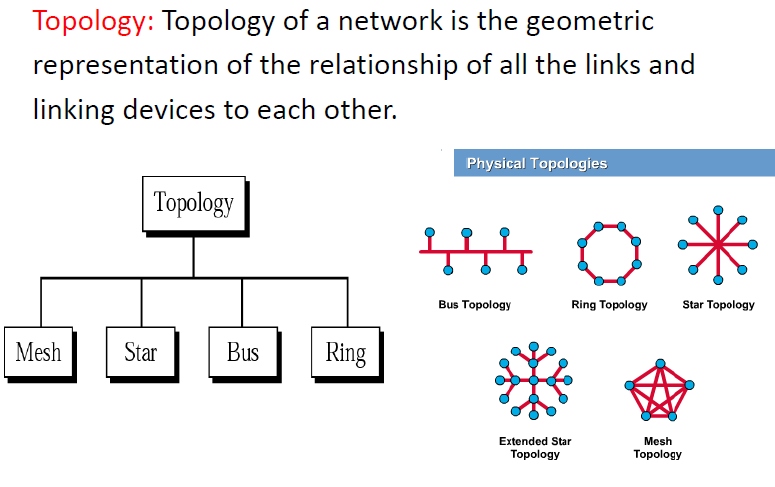 Topology: Topology of a network is the geometric
representation of the relationship of all the links and
linking devices to each other.
Topology
Mesh
Star
Bus
Ring
Physical Topologies
Bus Topology
Ring Topology
Star Topology
Extended Star
Topology
Mesh
Topology